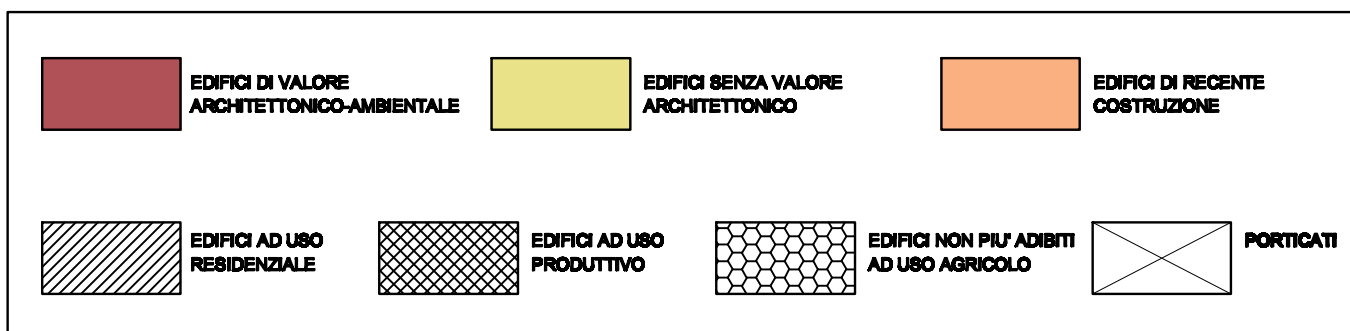 EDIFICI DI VALORE
ARCHITETTONICO-AMBIENTALE
EDIFICI SENZA VALORE
ARCHITETTONICO
EDIFICI DI RECENTE
COSTRUZIONE
EDIFICI AD USO
RESIDENZIALE
EDIFICI AD USO
PRODUTTIVO
EDIFICI NON PIU' ADIBITI
AD USO AGRICOLO
PORTICATI